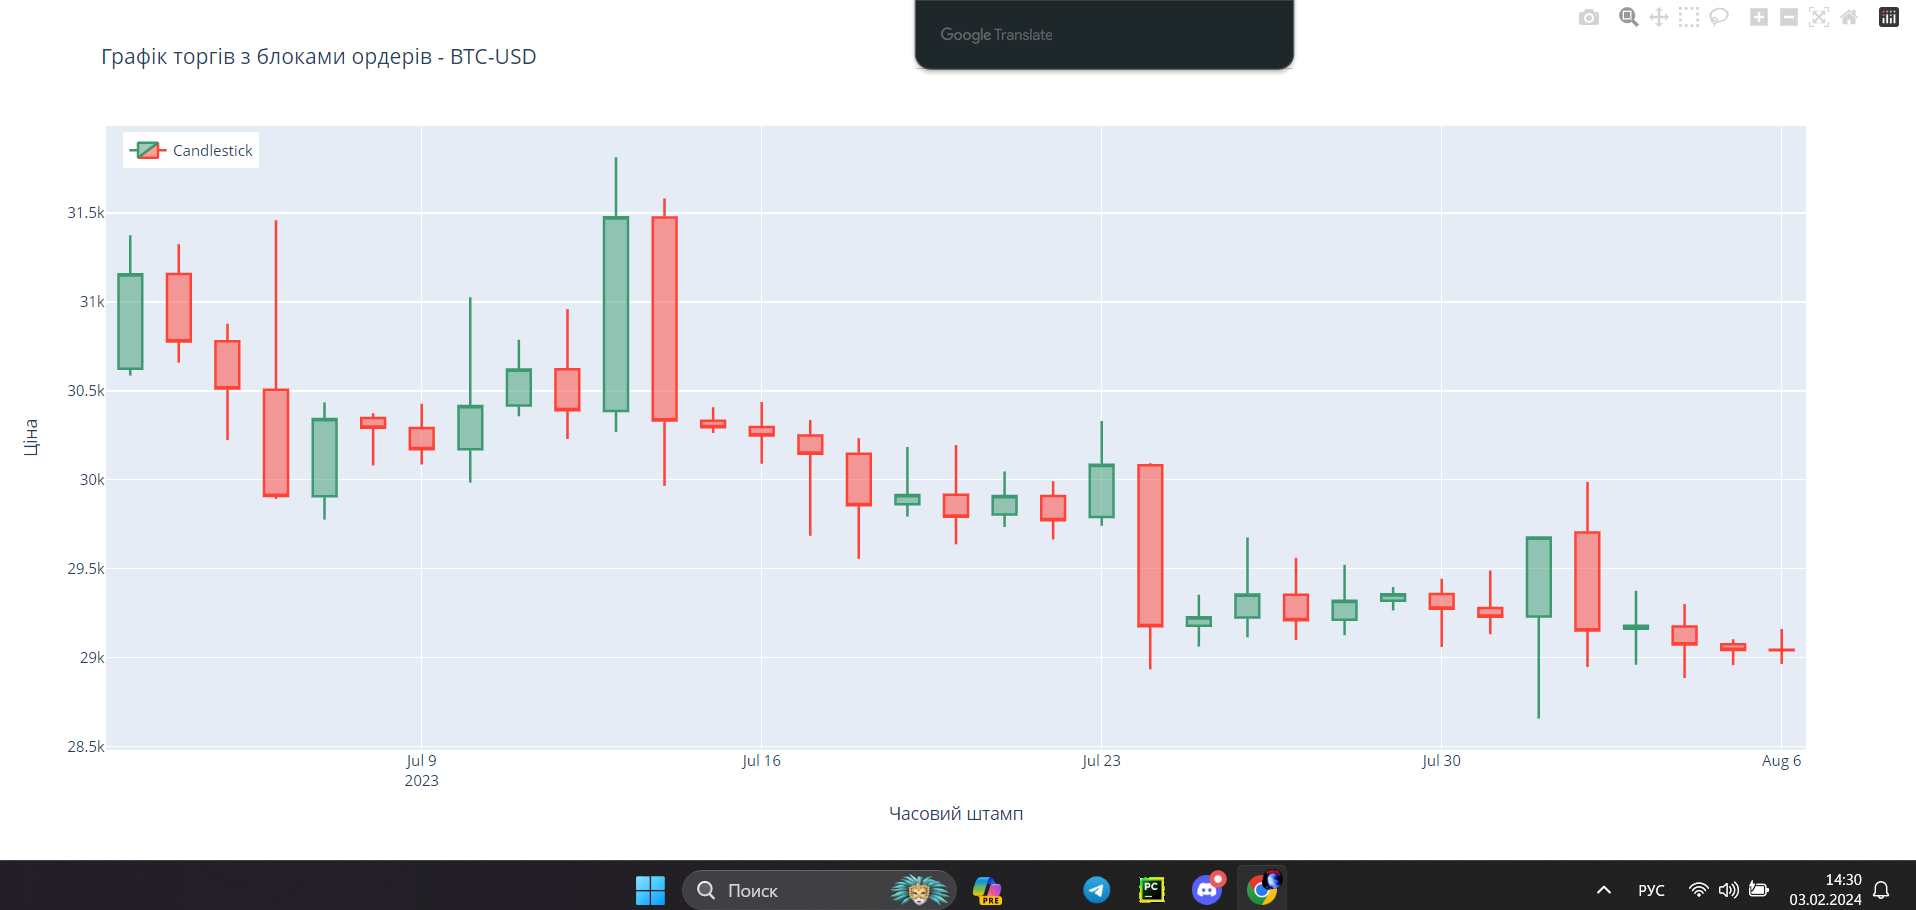 Google Translate
Графік торгів з блоками ордерів - BTC-USD
Candlestick
31.5k
31k
30.5k
30k
29.5k
29k
28.5k
Ціна
Jul 9
2023
Jul 16
Jul 23
Jul 30
Aug 6
Часовий штамп
Поиск
PRE
PC
РУС
14:30
03.02.2024